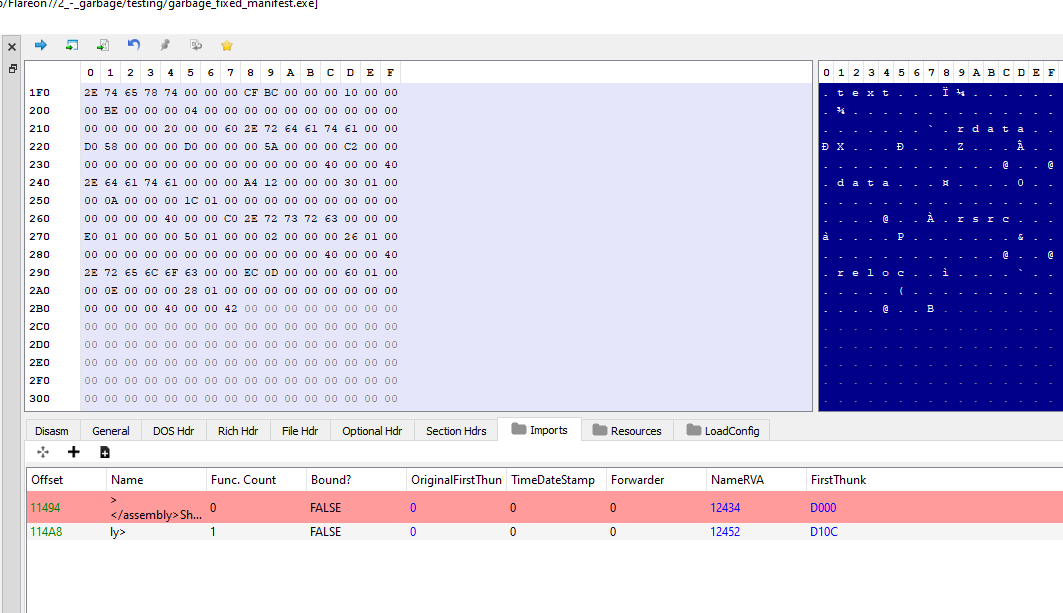 o/Flareon//2_-_garbage/testing/garbage_fixed_manifest.exe]
0 1 2 3 4 5 6 7 8 9 A B C D E F
0 1 2 3 4 5 6 7 8 9 A B C D E F
1F0 2E 74 65 78 74 00 00 00 CF BC 00 00 00 10 00 00 . t e x t . . . Ï ¼ . . . . . .
200 00 BE 00 00 00 04 00 00 00 00 00 00 00 00 00 00 . ¾ . . . . . . . . . . . . . .
210 00 00 00 00 20 00 00 60 2E 72 64 61 74 61 00 00 . . . . . . . ` . r d a t a . .
220 D0 58 00 00 00 D0 00 00 00 5A 00 00 00 C2 00 00 Ð X . . . Ð . . . Z . . . Â . .
230 00 00 00 00 00 00 00 00 00 00 00 00 40 00 00 40 . . . . . . . . . . . . @ . . @
240 2E 64 61 74 61 00 00 00 A4 12 00 00 00 30 01 00 . d a t a . . . ¤ . . . . 0 . .
250 00 0A 00 00 00 1C 01 00 00 00 00 00 00 00 00 00 . . . . . . . . . . . . . . . .
260 00 00 00 00 40 00 00 C0 2E 72 73 72 63 00 00 00 . . . . @ . . À . r s r c . . .
270 E0 01 00 00 00 50 01 00 00 02 00 00 00 26 01 00 à . . . . P . . . . . . . & . .
280 00 00 00 00 00 00 00 00 00 00 00 00 40 00 00 40 . . . . . . . . . . . . @ . . @
290 2E 72 65 6C 6F 63 00 00 EC 0D 00 00 00 60 01 00 . r e l o c . . ì . . . . ` . .
2A0 00 0E 00 00 00 28 01 00 00 00 00 00 00 00 00 00 . . . . . ( . . . . . . . . . .
2B0 00 00 00 00 40 00 00 42 00 00 00 00 00 00 00 00 . . . . @ . . B . . . . . . . .
2C0 00 00 00 00 00 00 00 00 00 00 00 00 00 00 00 00 . . . . . . . . . . . . . . . .
2D0 00 00 00 00 00 00 00 00 00 00 00 00 00 00 00 00 . . . . . . . . . . . . . . . .
2E0 00 00 00 00 00 00 00 00 00 00 00 00 00 00 00 00 . . . . . . . . . . . . . . . .
2F0 00 00 00 00 00 00 00 00 00 00 00 00 00 00 00 00 . . . . . . . . . . . . . . . .
300 00 00 00 00 00 00 00 00 00 00 00 00 00 00 00 00 . . . . . . . . . . . . . . . .
Disasm General DOS Hdr Rich Hdr File Hdr Optional Hdr Section Hdrs Imports Resources LoadConfig
Offset Name Func. Count Bound? OriginalFirstThun TimeDateStamp Forwarder NameRVA FirstThunk
>
11494 </assembly>Sh... 0 FALSE 0 0 0 12434 D000
114A8 ly> 1 FALSE 0 0 0 12452 D10C